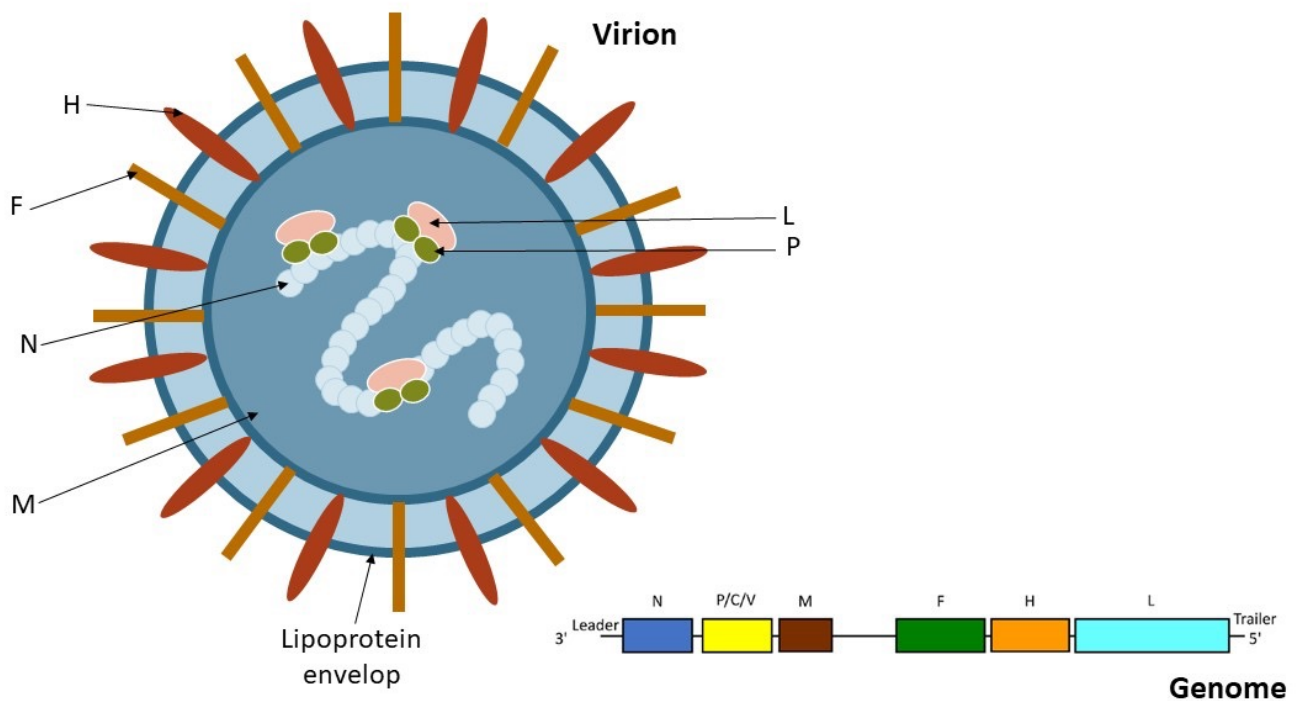 Virion
H
F
L
P
N
M
Lipoprotein
envelop
N P/C/V M F H L
Leader Trailer
3' 5'
Genome